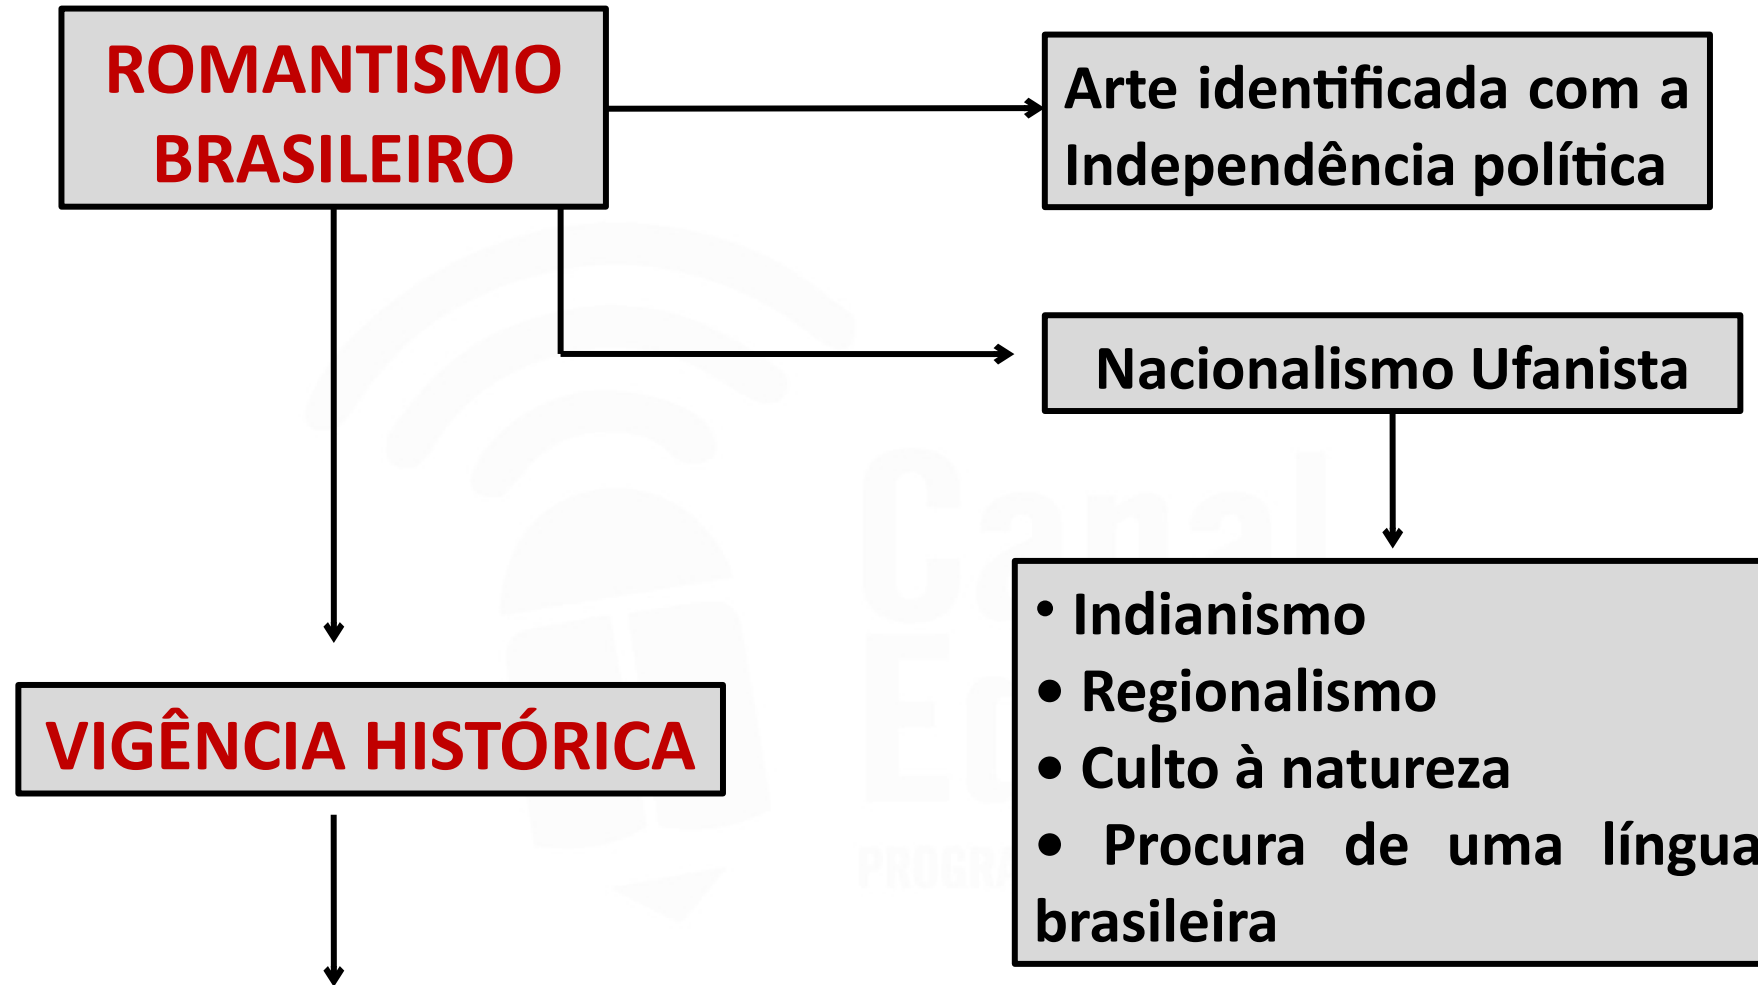 ROMANTISMO
BRASILEIRO
Arte identificada com a
Independência política
Nacionalismo Ufanista
VIGÊNCIA HISTÓRICA
• Indianismo
• Regionalismo
• Culto à natureza
• Procura de uma língua
brasileira
Canal